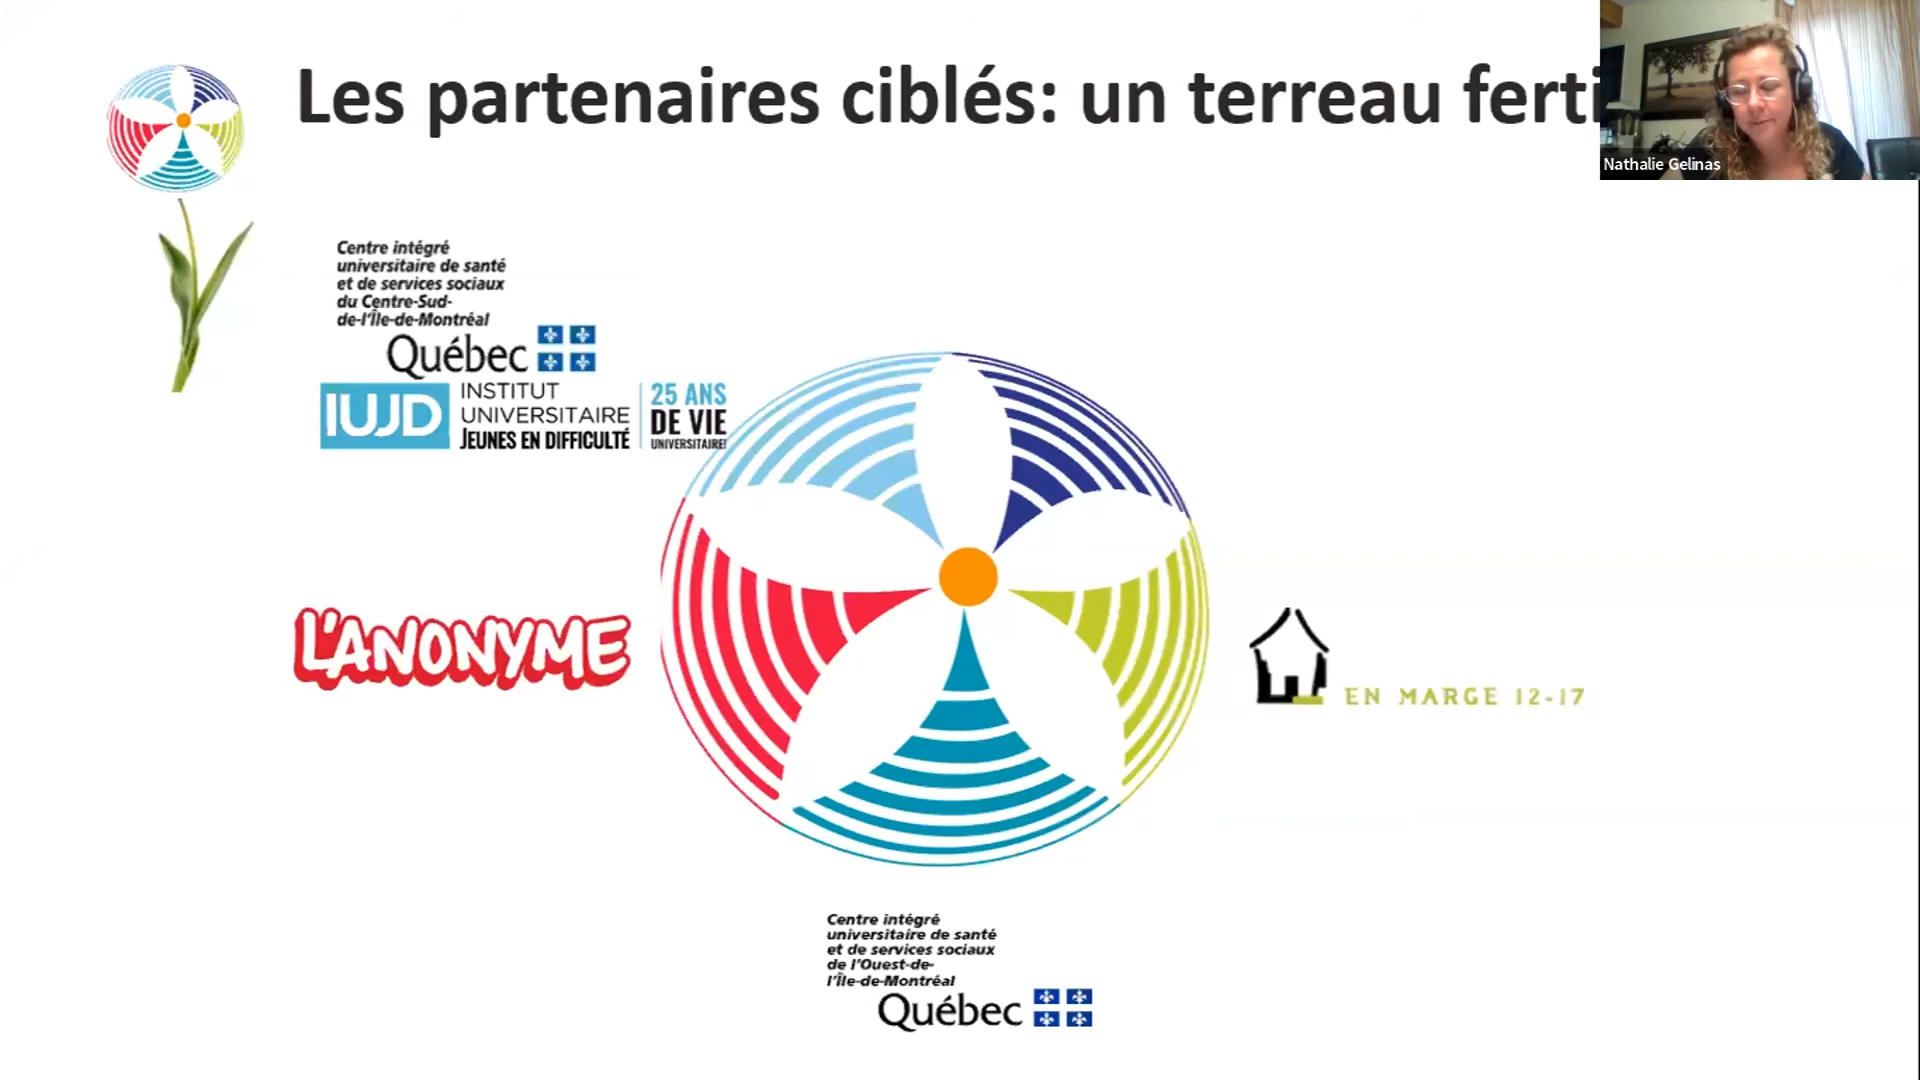 Les partenaires ciblés: un terreau ferti
Nathalie Gelinas
Centre intégré
universitaire de santé
et de services sociaux
du Centre-Sud-
de-l'Île-de-Montréal
Québec
IUJD
INSTITUT
UNIVERSITAIRE
JEUNES EN DIFFICULTÉ
25 ANS
DE VIE
UNIVERSITAIRE!
L'ANONYME
EN MARGE 12-17
Centre intégré
universitaire de santé
et de services sociaux
de l'Ouest-de-
l'Île-de-Montréal
Québec